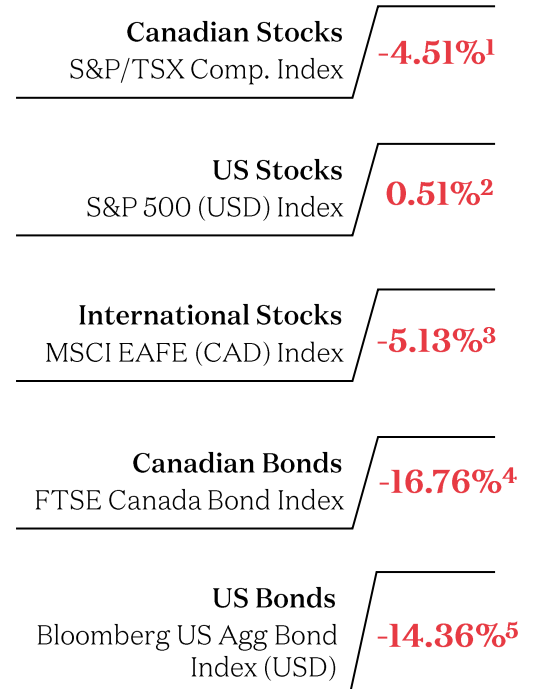 Canadian Stocks
S&P/TSX Comp. Index
-4.51%¹
US Stocks
S&P 500 (USD) Index
0.51%²
International Stocks
MSCI EAFE (CAD) Index
-5.13%³
Canadian Bonds
FTSE Canada Bond Index
-16.76%⁴
US Bonds
Bloomberg US Agg Bond
Index (USD)
-14.36%⁵